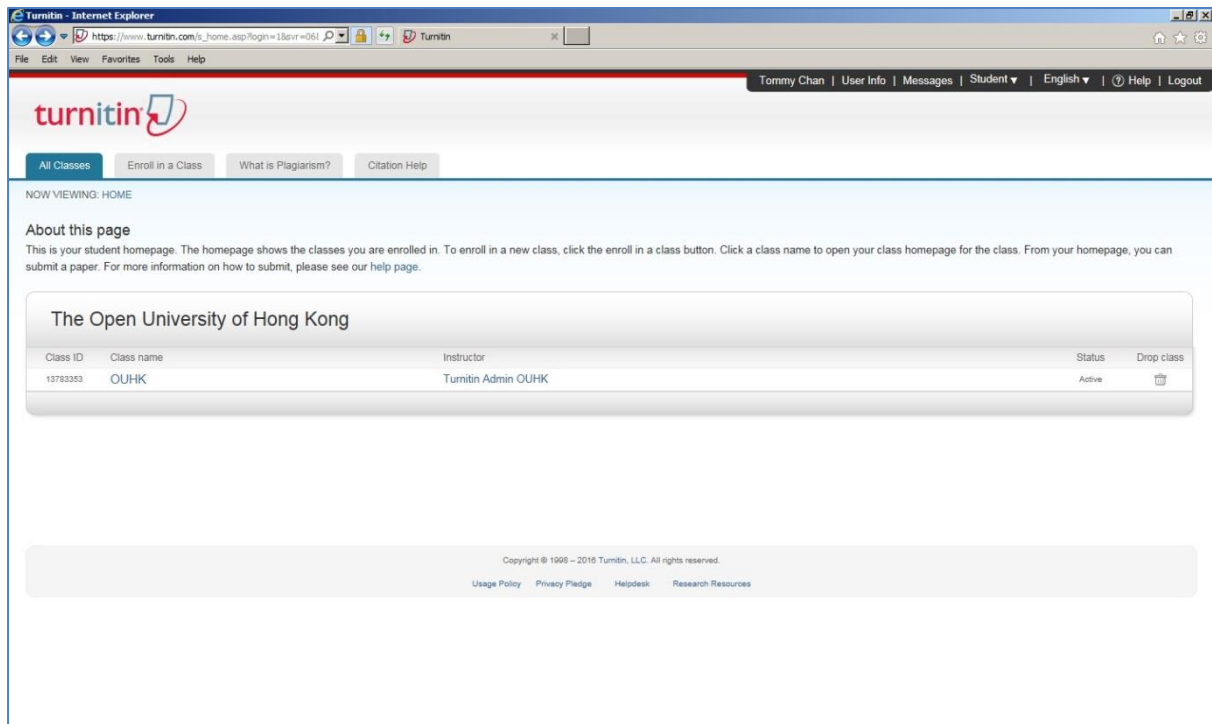 Turnitin - Internet Explorer
https://www.turnitin.com/s_home.asp?login=1&svr=06&
Turnitin
File Edit View Favorites Tools Help
Tommy Chan | User Info | Messages | Student ▼ | English ▼ | ? Help | Logout
turnitin
All Classes Enroll in a Class What is Plagiarism? Citation Help
NOW VIEWING: HOME
About this page
This is your student homepage. The homepage shows the classes you are enrolled in. To enroll in a new class, click the enroll in a class button. Click a class name to open your class homepage for the class. From your homepage, you can
submit a paper. For more information on how to submit, please see our help page.
The Open University of Hong Kong
Class ID Class name Instructor Status Drop class
13783353 OUHK Turnitin Admin OUHK Active
Copyright © 1998 – 2016 Turnitin, LLC. All rights reserved.
Usage Policy Privacy Pledge Helpdesk Research Resources